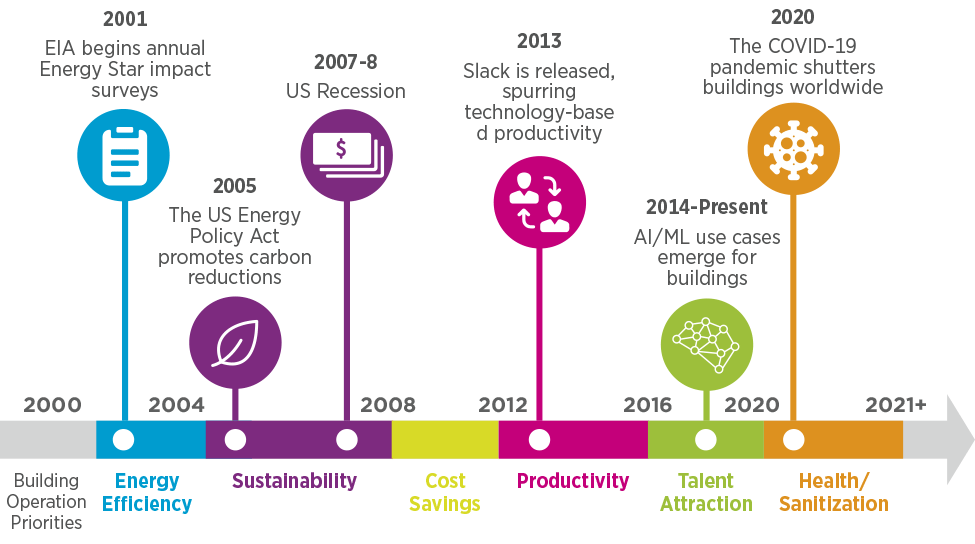 2001
EIA begins annual
Energy Star impact
surveys
2005
The US Energy
Policy Act
promotes carbon
reductions
2007-8
US Recession
$
2013
Slack is released,
spurring
technology-base
d productivity
2014-Present
AI/ML use cases
emerge for
buildings
2020
The COVID-19
pandemic shutters
buildings worldwide
2000
2004
2008
2012
2016
2020
2021+
Building
Operation
Priorities
Energy
Efficiency
Sustainability
Cost
Savings
Productivity
Talent
Attraction
Health/
Sanitization